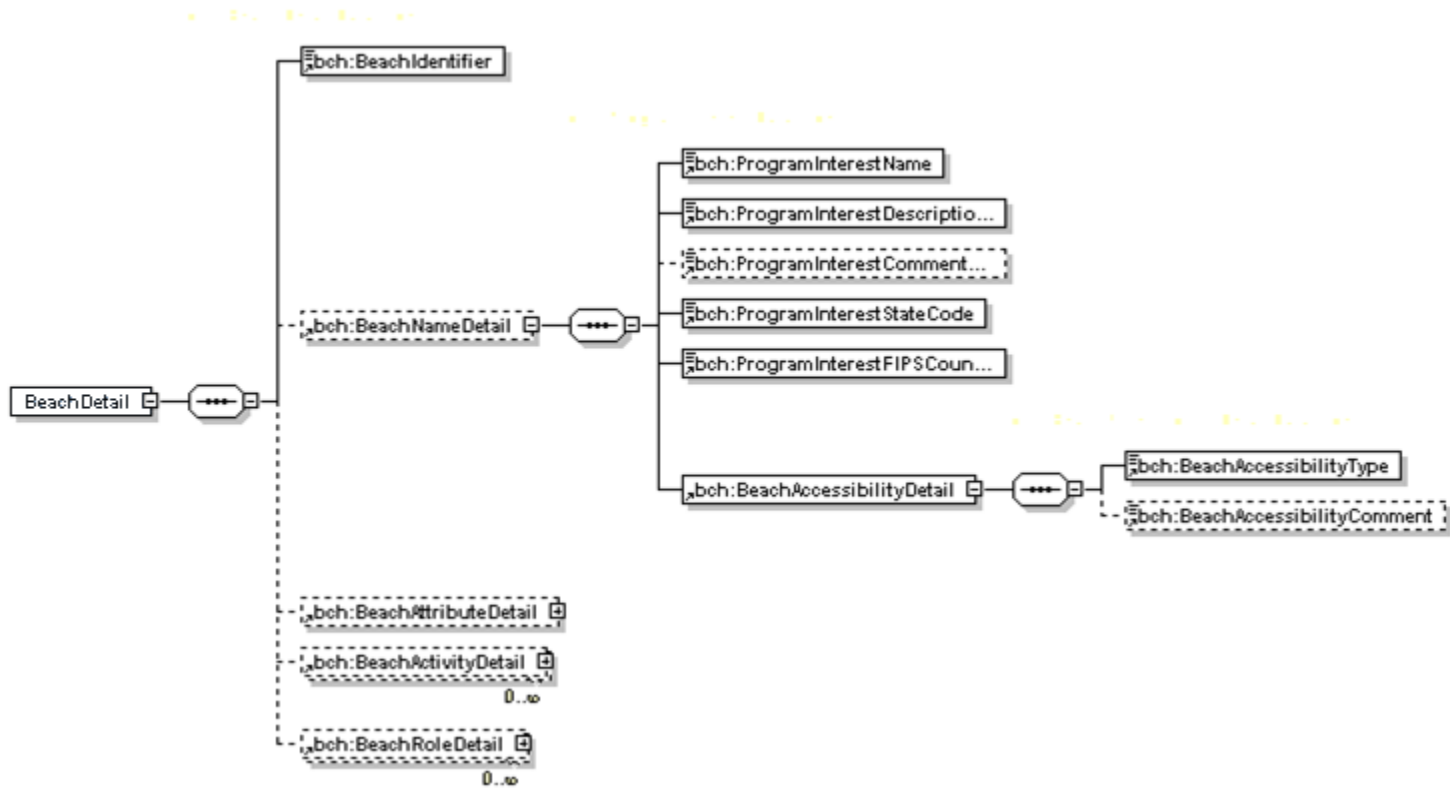 bch:BeachIdentifier
bch:ProgramInterestName
bch:ProgramInterestDescriptio...
bch:ProgramInterestComment...
bch:BeachNameDetail
bch:ProgramInterestStateCode
bch:ProgramInterestFIPSCoun...
BeachDetail
bch:BeachAccessibilityType
bch:BeachAccessibilityDetail
bch:BeachAccessibilityComment
bch:BeachAttributeDetail
bch:BeachActivityDetail
0..∞
bch:BeachRoleDetail
0..∞